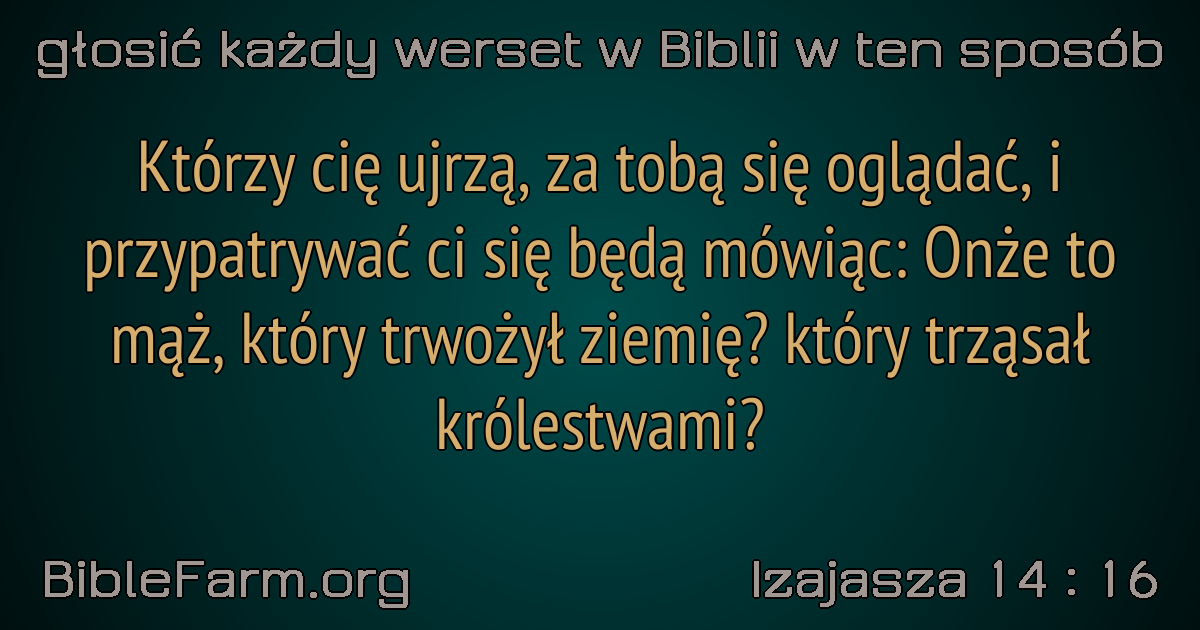 głosić każdy werset w Biblii w ten sposób
Którzy cię ujrzą, za tobą się oglądać, i
przypatrywać ci się będą mówiąc: Onże to
mąż, który trwożył ziemię? który trząsał
królestwami?
BibleFarm.org
Izajasza 14 : 16